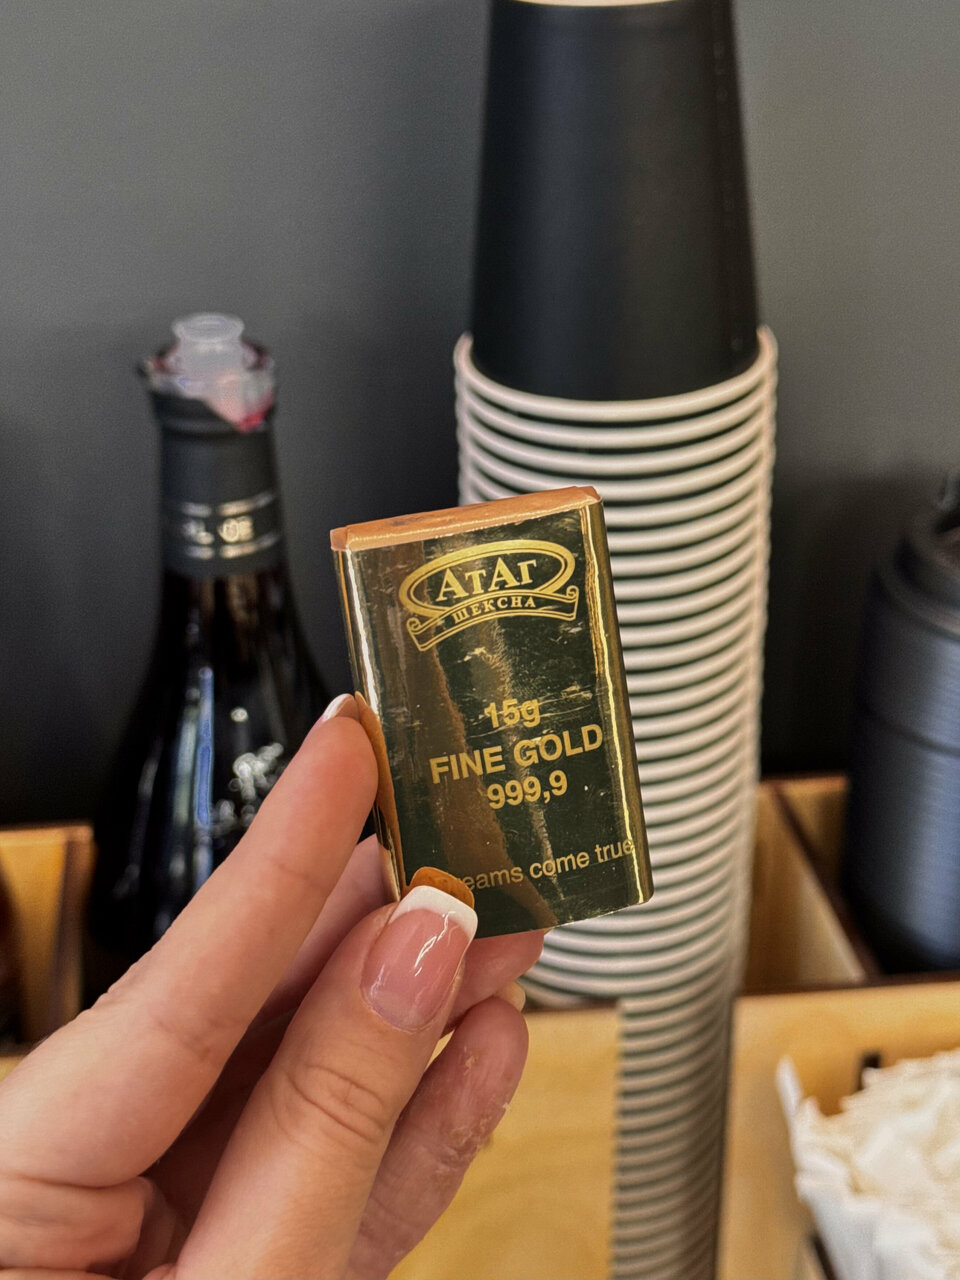 АтАг
ШЕКСНА
15g
FINE GOLD
999,9
come true